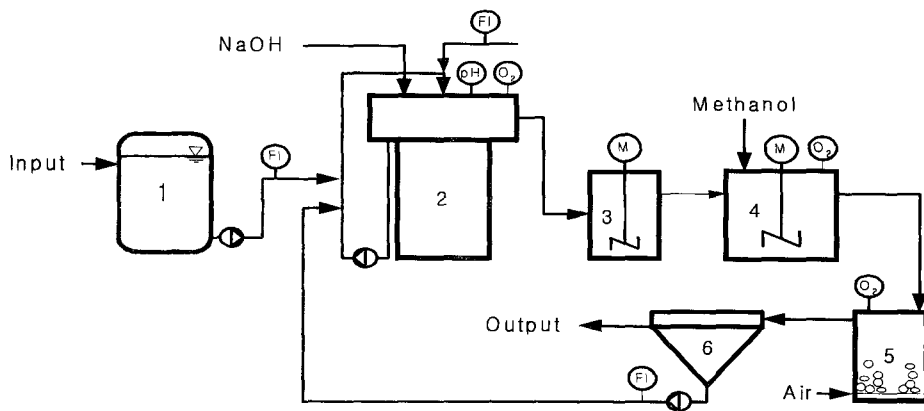 FI
NaOH
pH O₂
Methanol
Input
1
FI
2
M
3
M O₂
4
O₂
Output
6
5
FI
Air